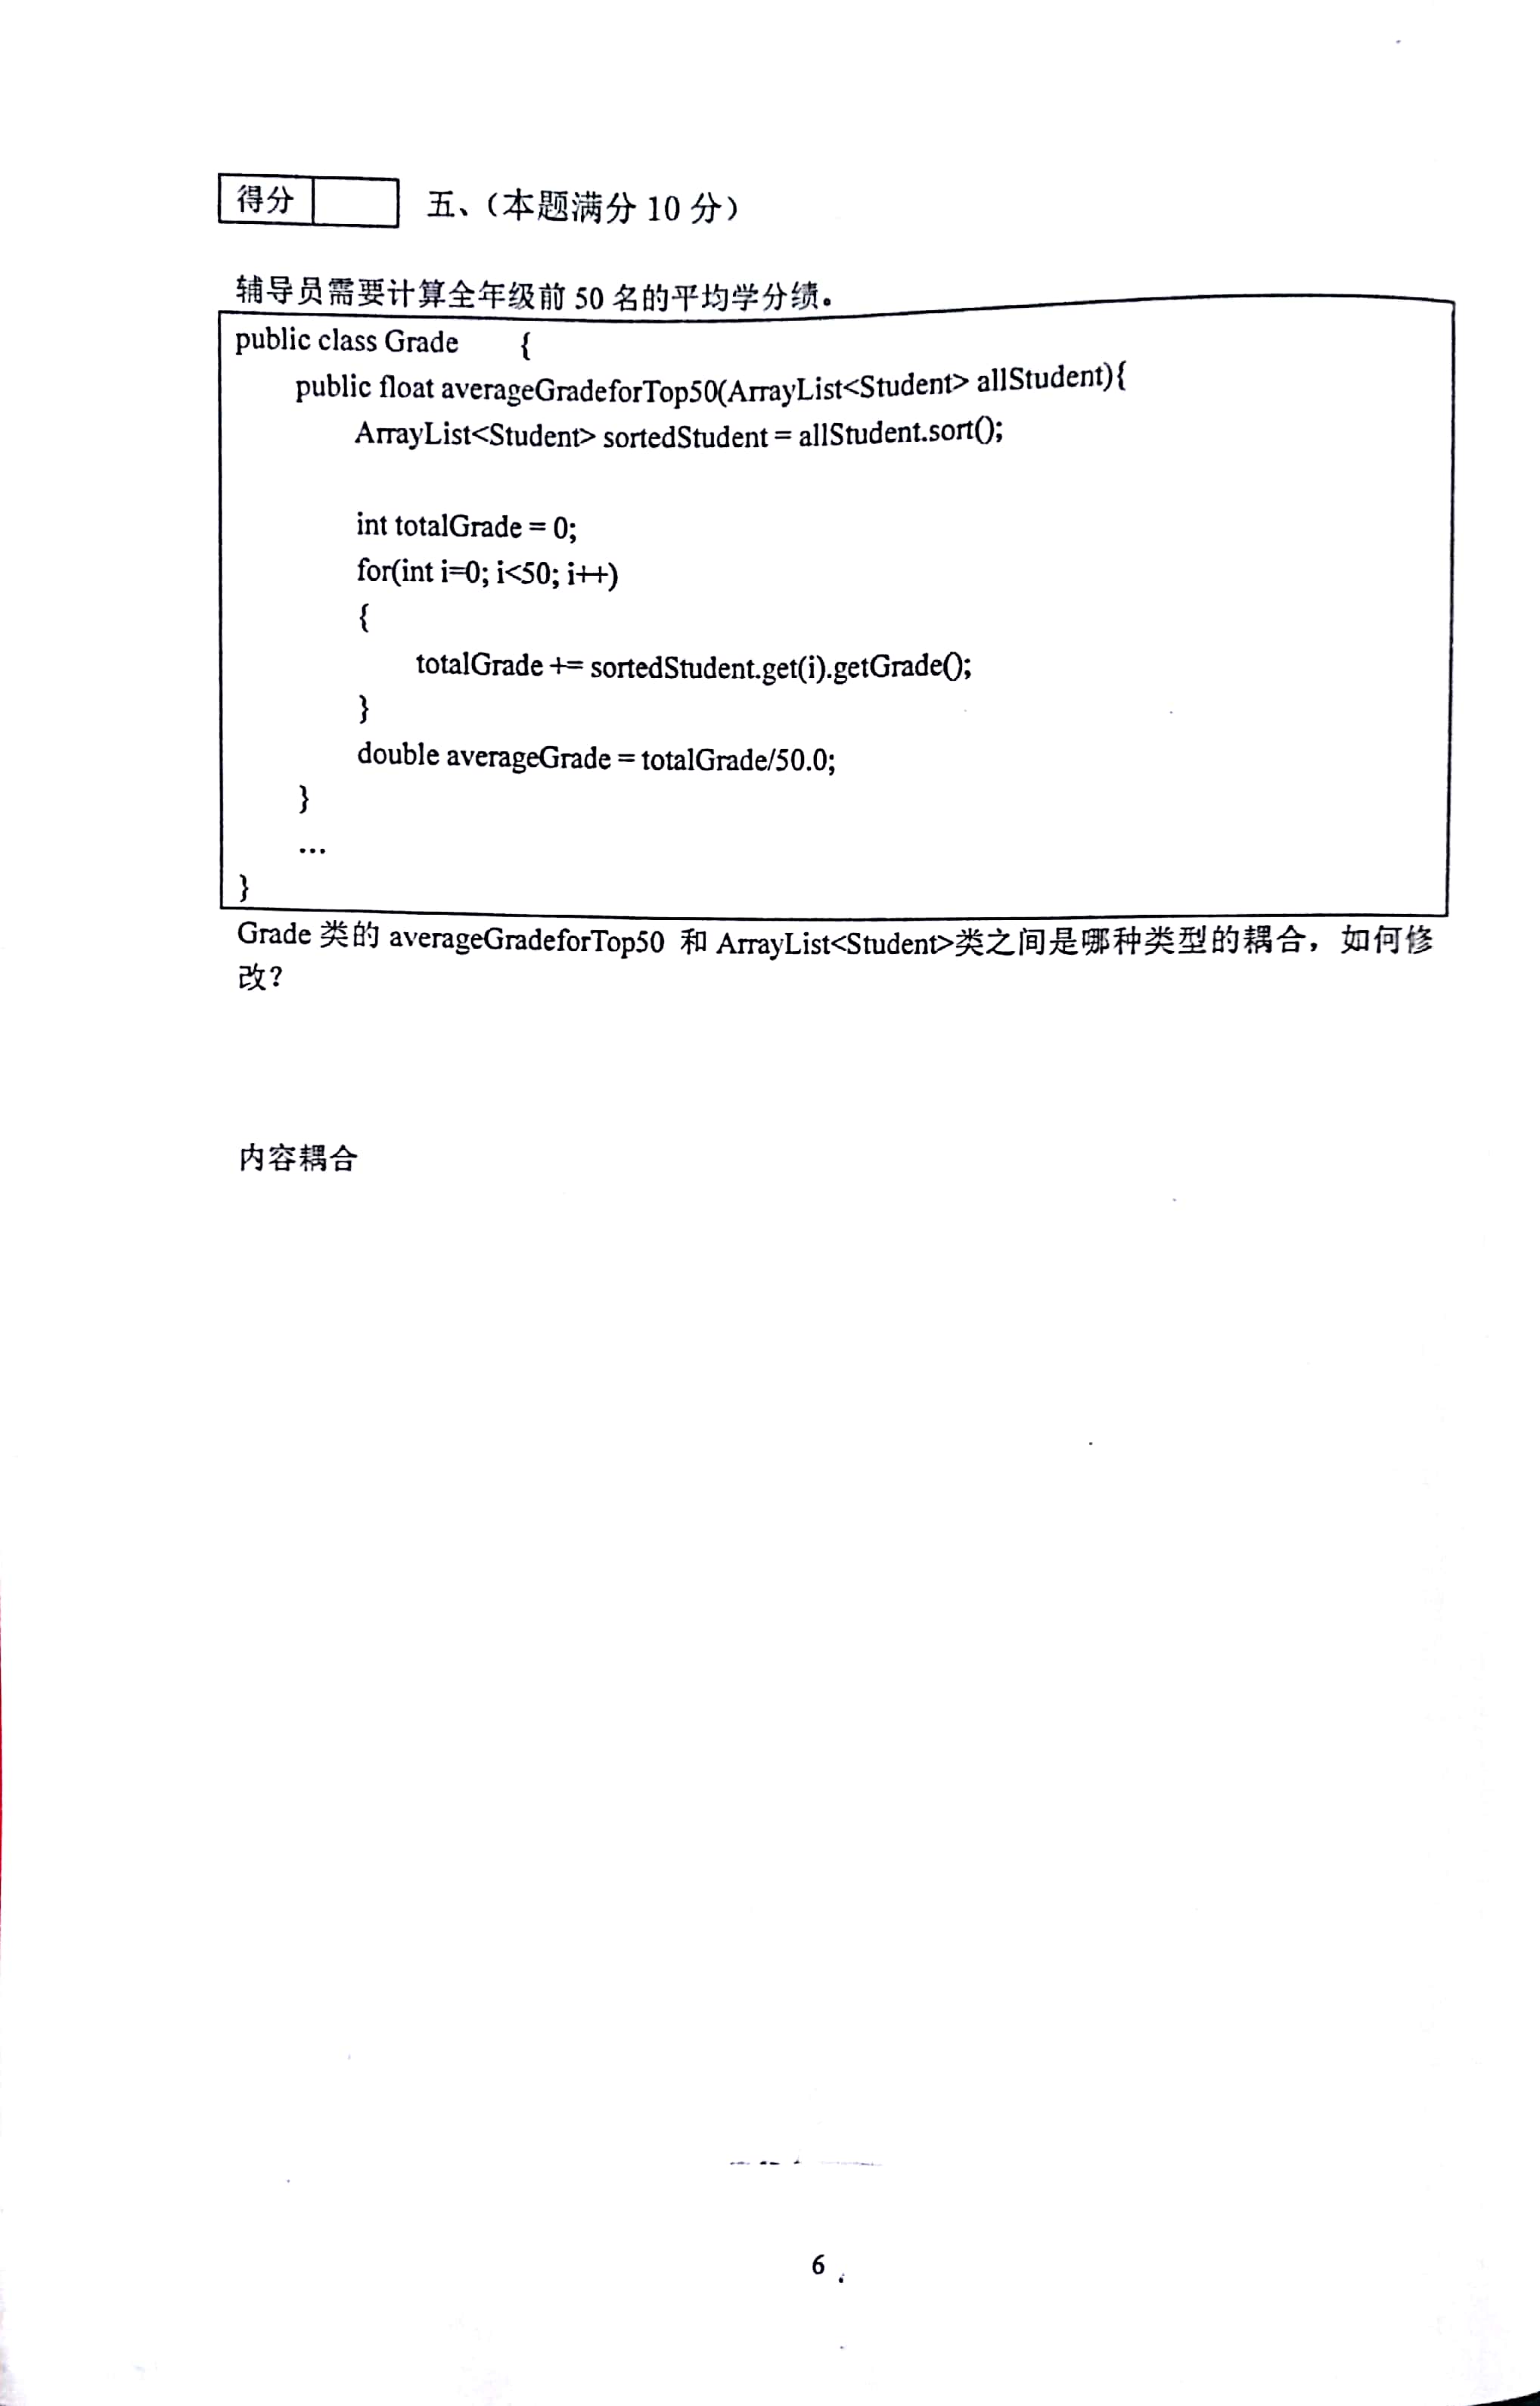 得分
五、（本题满分 10 分）
辅导员需要计算全年级前 50 名的平均学分绩。
public class Grade {
public float averageGradeforTop50(ArrayList<Student> allStudent){
ArrayList<Student> sortedStudent = allStudent.sort();
int totalGrade = 0;
for(int i=0; i<50; i++)
{
totalGrade += sortedStudent.get(i).getGrade();
}
double averageGrade = totalGrade/50.0;
}
...
}
Grade 类的 averageGradeforTop50 和 ArrayList<Student>类之间是哪种类型的耦合，如何修
改？
内容耦合
6